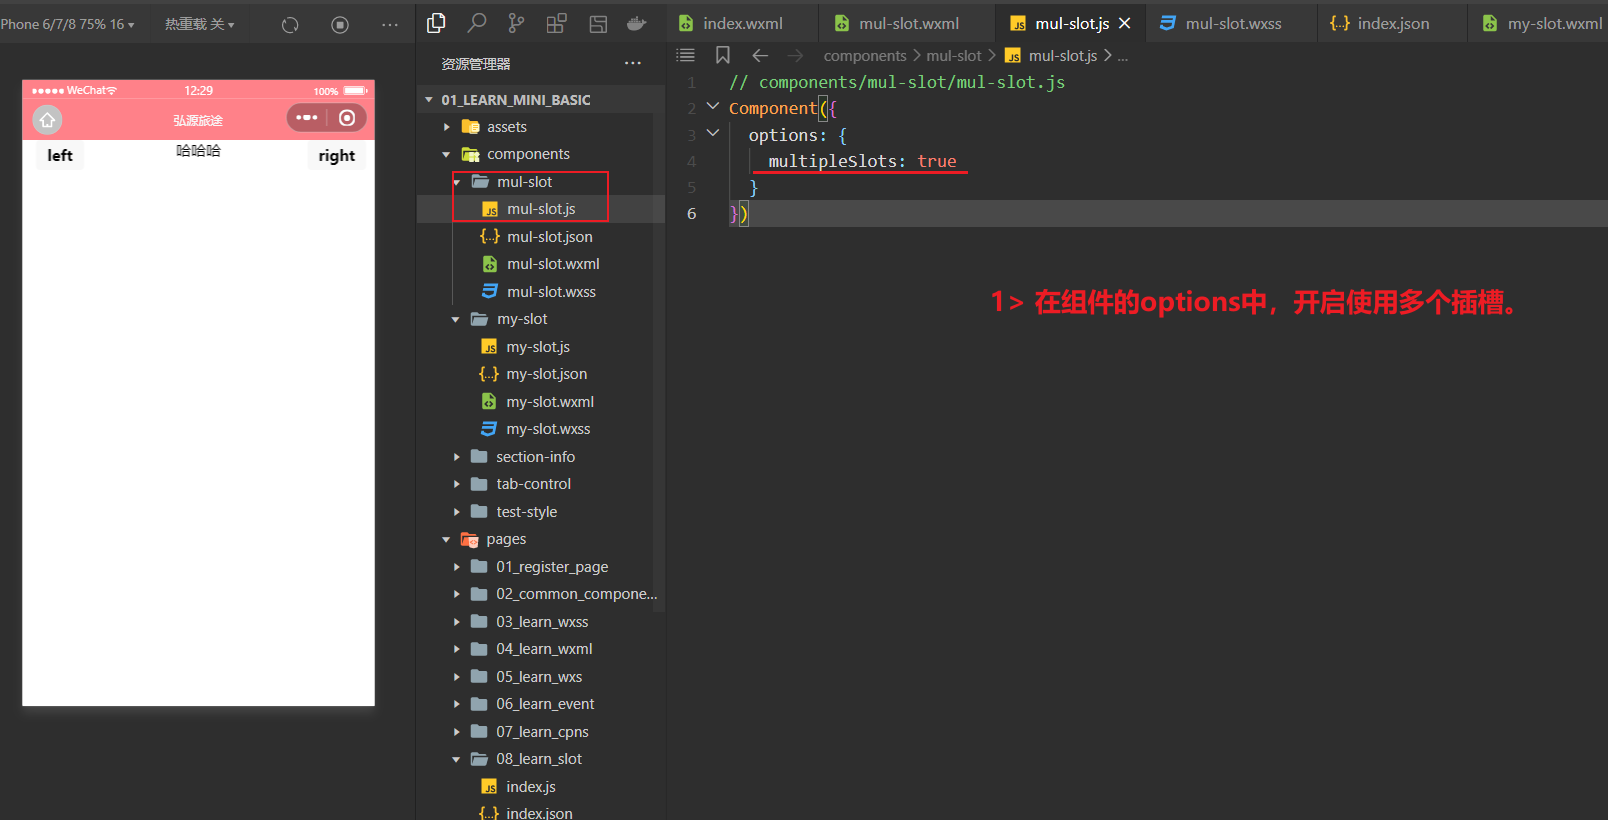 Phone 6/7/8 75% 16 热重载 关
WeChat 12:29 100%
弘源旅途
left 哈哈哈 right
资源管理器
01_LEARN_MINI_BASIC
assets
components
mul-slot
mul-slot.js
mul-slot.json
mul-slot.wxml
mul-slot.wxss
my-slot
my-slot.js
my-slot.json
my-slot.wxml
my-slot.wxss
section-info
tab-control
test-style
pages
01_register_page
02_common_compone...
03_learn_wxss
04_learn_wxml
05_learn_wxs
06_learn_event
07_learn_cpns
08_learn_slot
index.js
index.json
index.wxml mul-slot.wxml mul-slot.js mul-slot.wxss index.json my-slot.wxml
components > mul-slot > mul-slot.js > ...
1 // components/mul-slot/mul-slot.js
2 Component({
3 options: {
4 multipleSlots: true
5 }
6 })
1> 在组件的options中，开启使用多个插槽。